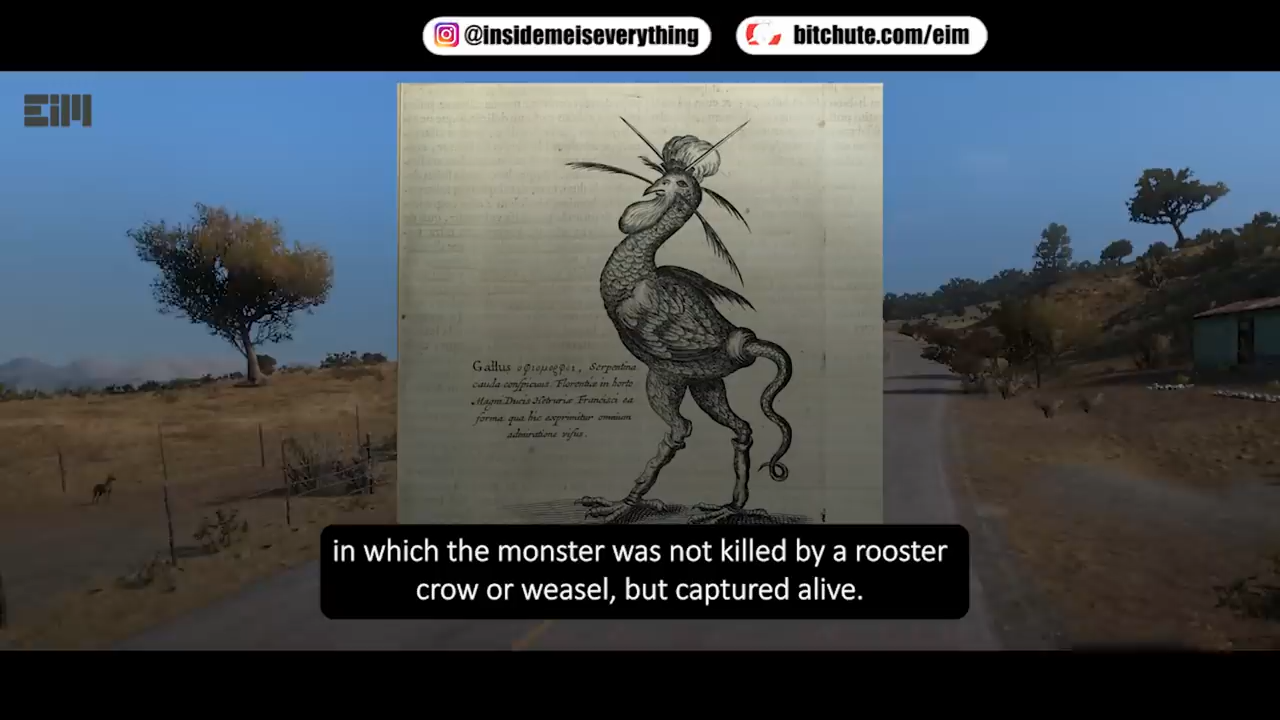 @insidemeiseverything
bitchute.com/eim
EiM
Gallus οφιομορφοι, Serpentina
cauda conspicuus. Florentiæ in horto
Magni Ducis Hetruriæ Francisci ea
forma qua hic exprimitur omnium
admiratione visus.
in which the monster was not killed by a rooster
crow or weasel, but captured alive.